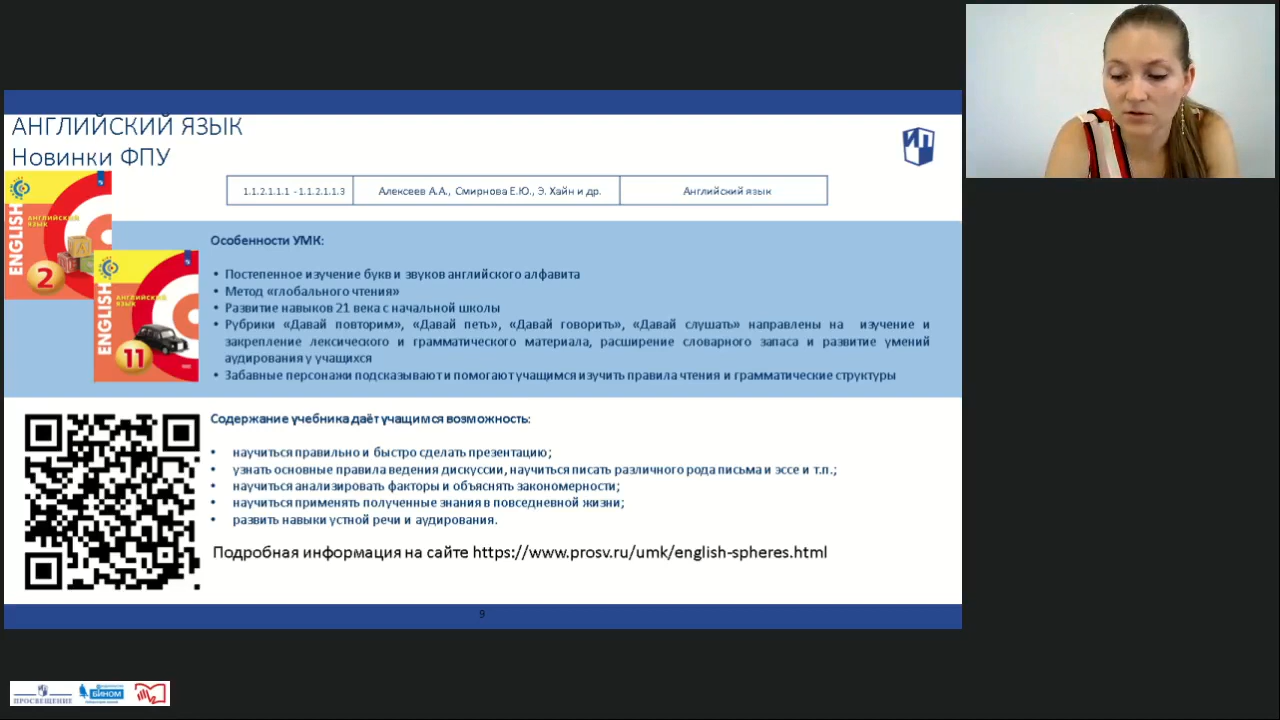 АНГЛИЙСКИЙ ЯЗЫК
Новинки ФПУ
ИП
1.1.2.1.1.1 - 1.1.2.1.1.3
Алексеев А.А., Смирнова Е.Ю., Э. Хайн и др.
Английский язык
ENGLISH
АНГЛИЙСКИЙ
ЯЗЫК
2
ENGLISH
АНГЛИЙСКИЙ
ЯЗЫК
11
Особенности УМК:
• Постепенное изучение букв и звуков английского алфавита
• Метод «глобального чтения»
• Развитие навыков 21 века с начальной школы
• Рубрики «Давай повторим», «Давай петь», «Давай говорить», «Давай слушать» направлены на изучение и
закрепление лексического и грамматического материала, расширение словарного запаса и развитие умений
аудирования у учащихся
• Забавные персонажи подсказывают и помогают учащимся изучить правила чтения и грамматические структуры
Содержание учебника даёт учащимся возможность:
• научиться правильно и быстро сделать презентацию;
• узнать основные правила ведения дискуссии, научиться писать различного рода письма и эссе и т.п.;
• научиться анализировать факторы и объяснять закономерности;
• научиться применять полученные знания в повседневной жизни;
• развить навыки устной речи и аудирования.
Подробная информация на сайте https://www.prosv.ru/umk/english-spheres.html
9
ПРОСВЕЩЕНИЕ
БИНОМ